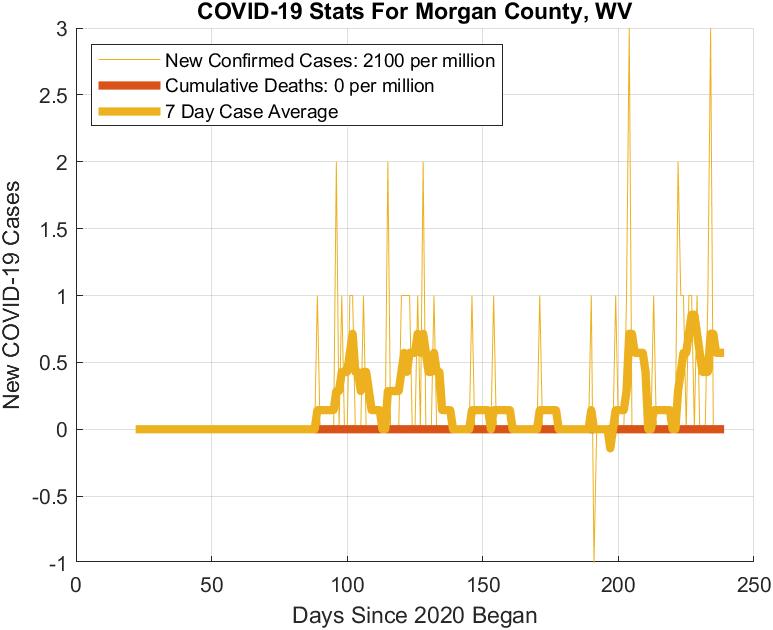 COVID-19 Stats For Morgan County, WV
New Confirmed Cases: 2100 per million
Cumulative Deaths: 0 per million
7 Day Case Average
New COVID-19 Cases
3
2.5
2
1.5
1
0.5
0
-0.5
-1
0 50 100 150 200 250
Days Since 2020 Began